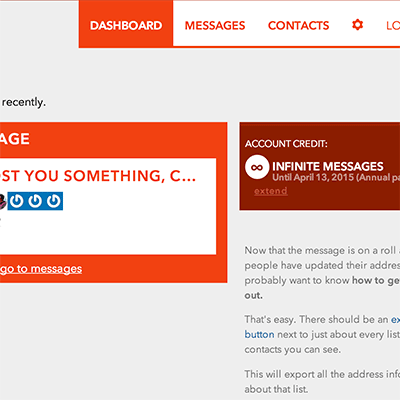 DASHBOARD MESSAGES CONTACTS LO
recently.
AGE
ST YOU SOMETHING, C...
go to messages
ACCOUNT CREDIT:
INFINITE MESSAGES
Until April 13, 2015 (Annual pa
extend
Now that the message is on a roll a
people have updated their addres
probably want to know how to ge
out.
That's easy. There should be an ex
button next to just about every list
contacts you can see.
This will export all the address info
about that list.